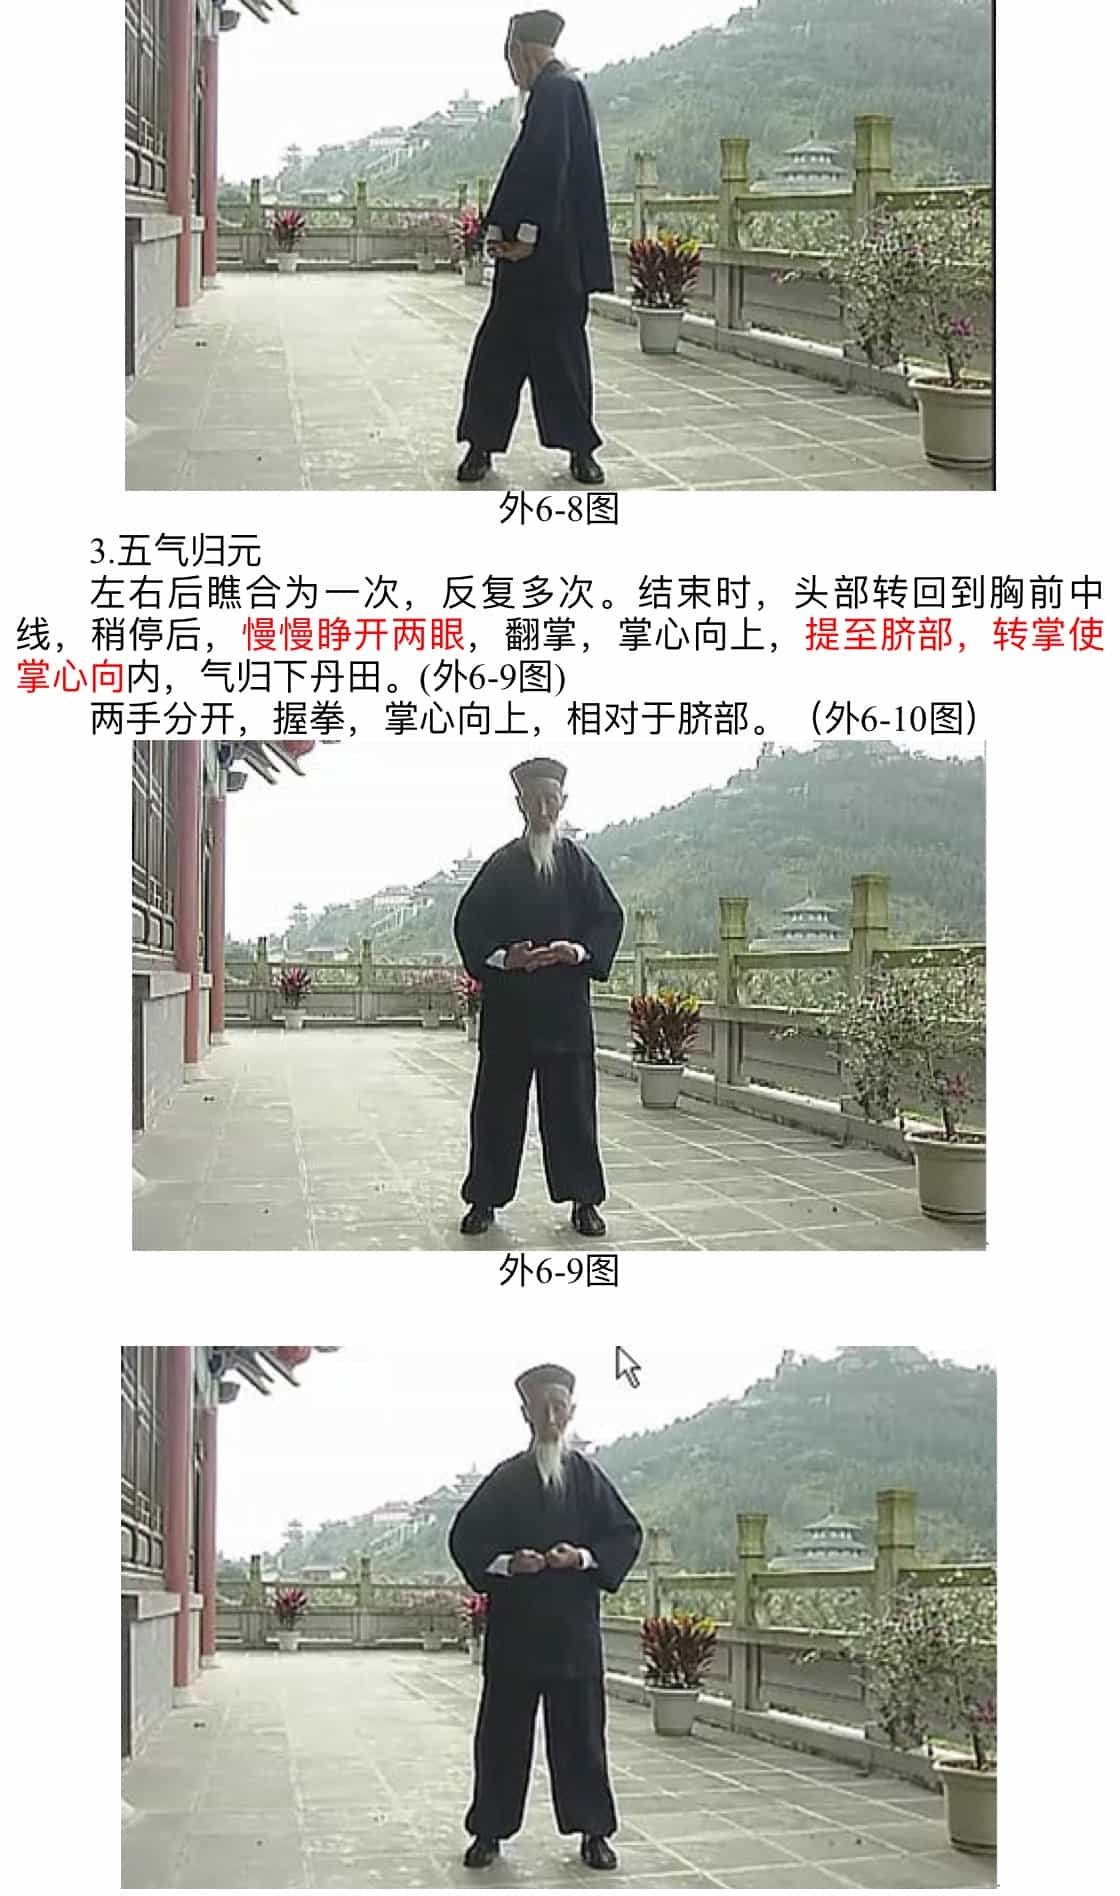 外6-8图
3.五气归元
左右后瞧合为一次，反复多次。结束时，头部转回到胸前中
线，稍停后，慢慢睁开两眼，翻掌，掌心向上，提至脐部，转掌使
掌心向内，气归下丹田。(外6-9图)
两手分开，握拳，掌心向上，相对于脐部。（外6-10图）
外6-9图